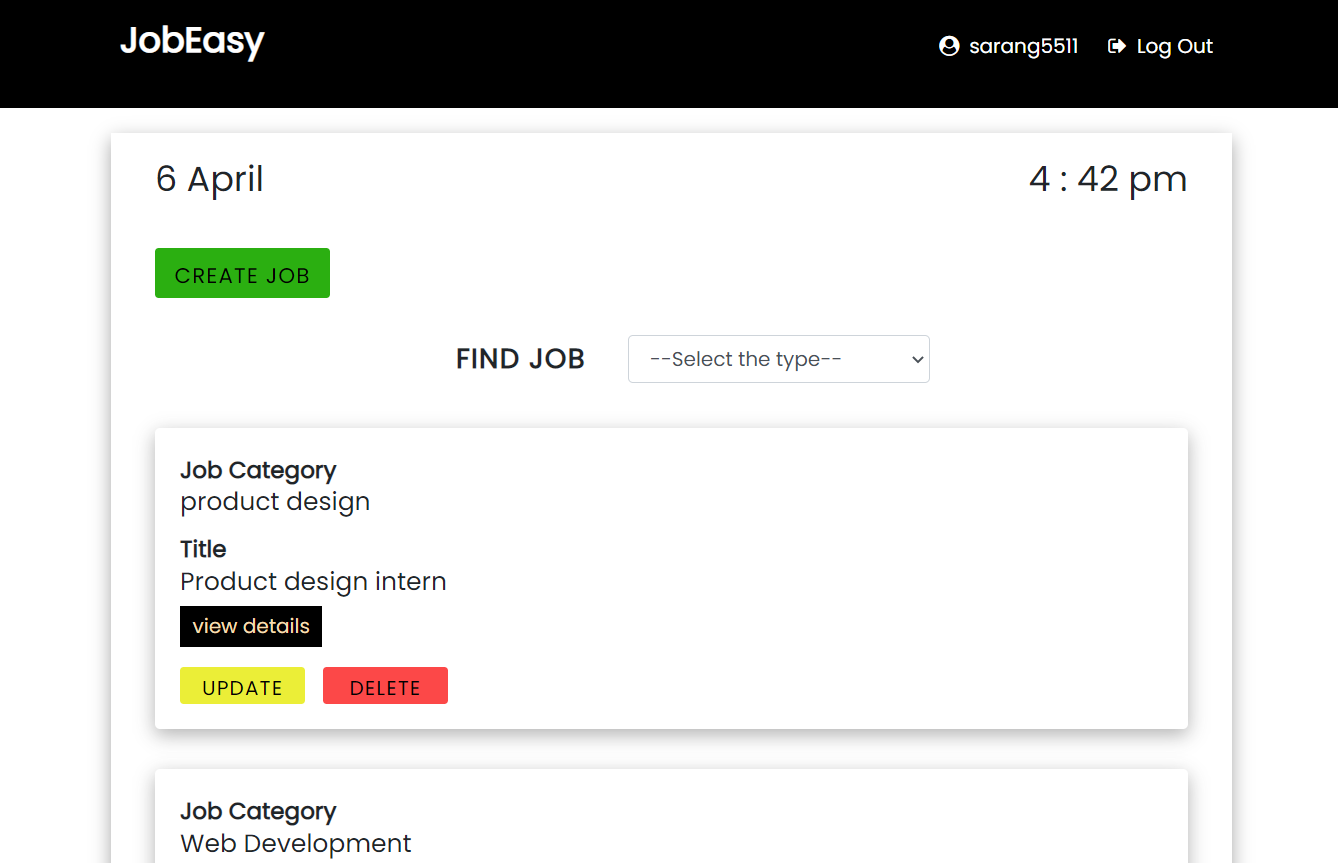 JobEasy
sarang5511 Log Out
6 April
4 : 42 pm
CREATE JOB
FIND JOB
--Select the type--
Job Category
product design
Title
Product design intern
view details
UPDATE DELETE
Job Category
Web Development